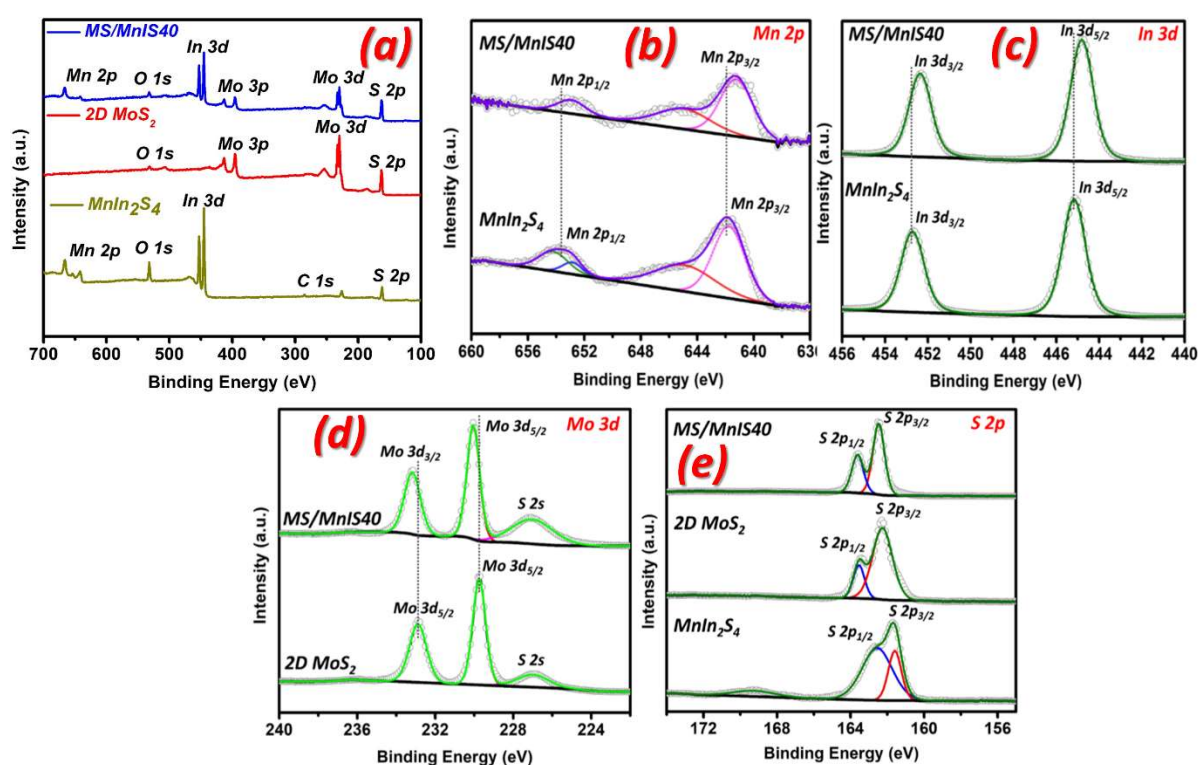 (a)
MS/MnIS40
In 3d
Mn 2p
O 1s
Mo 3p
Mo 3d
S 2p
2D MoS2
Mo 3d
O 1s
Mo 3p
S 2p
MnIn2S4
In 3d
Mn 2p
O 1s
C 1s
S 2p
Intensity (a.u.)
700 600 500 400 300 200 100
Binding Energy (eV)
(b)
Mn 2p
MS/MnIS40
Mn 2p3/2
Mn 2p1/2
MnIn2S4
Mn 2p3/2
Mn 2p1/2
Intensity (a.u.)
660 656 652 648 644 640 636
Binding Energy (eV)
(c)
In 3d
MS/MnIS40
In 3d5/2
In 3d3/2
MnIn2S4
In 3d5/2
In 3d3/2
Intensity (a.u.)
456 454 452 450 448 446 444 442 440
Binding Energy (eV)
(d)
Mo 3d
Mo 3d5/2
Mo 3d3/2
S 2s
MS/MnIS40
Mo 3d5/2
Mo 3d5/2
S 2s
2D MoS2
Intensity (a.u.)
240 236 230 228 224
Binding Energy (eV)
(e)
S 2p
MS/MnIS40
S 2p3/2
S 2p1/2
2D MoS2
S 2p3/2
S 2p1/2
MnIn2S4
S 2p3/2
S 2p1/2
Intensity (a.u.)
174 172 168 164 160 155
Binding Energy (eV)